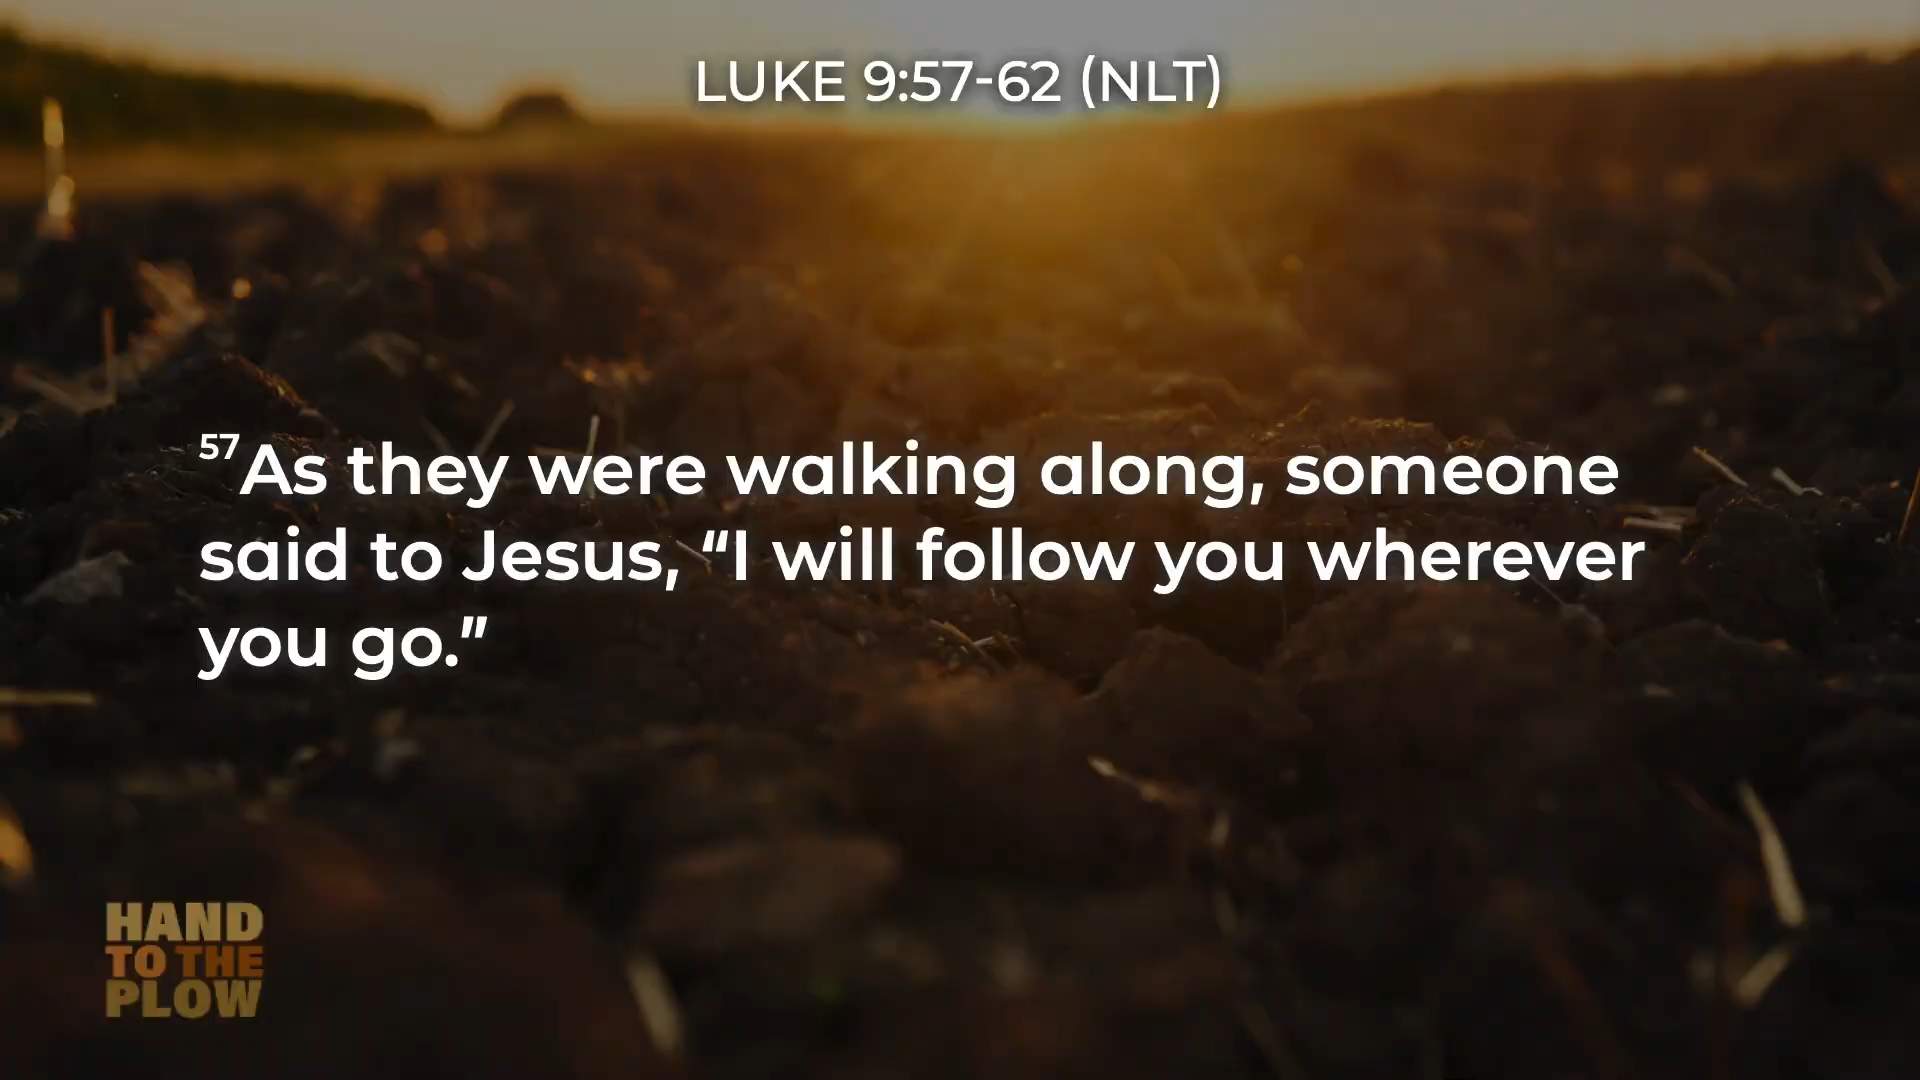 LUKE 9:57-62 (NLT)
57As they were walking along, someone
said to Jesus, “I will follow you wherever
you go.”
HAND
TO THE
PLOW